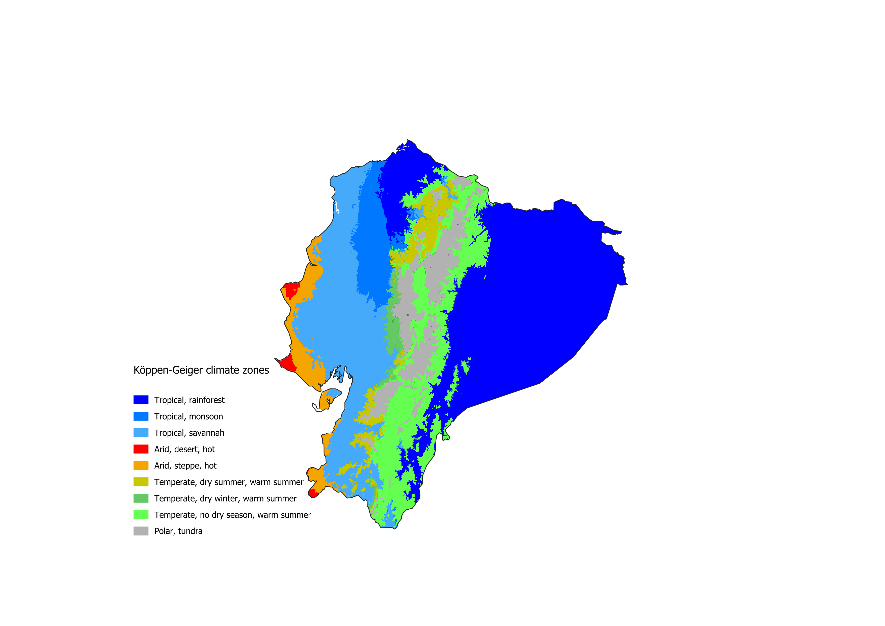 Köppen-Geiger climate zones
Tropical, rainforest
Tropical, monsoon
Tropical, savannah
Arid, desert, hot
Arid, steppe, hot
Temperate, dry summer, warm summer
Temperate, dry winter, warm summer
Temperate, no dry season, warm summer
Polar, tundra